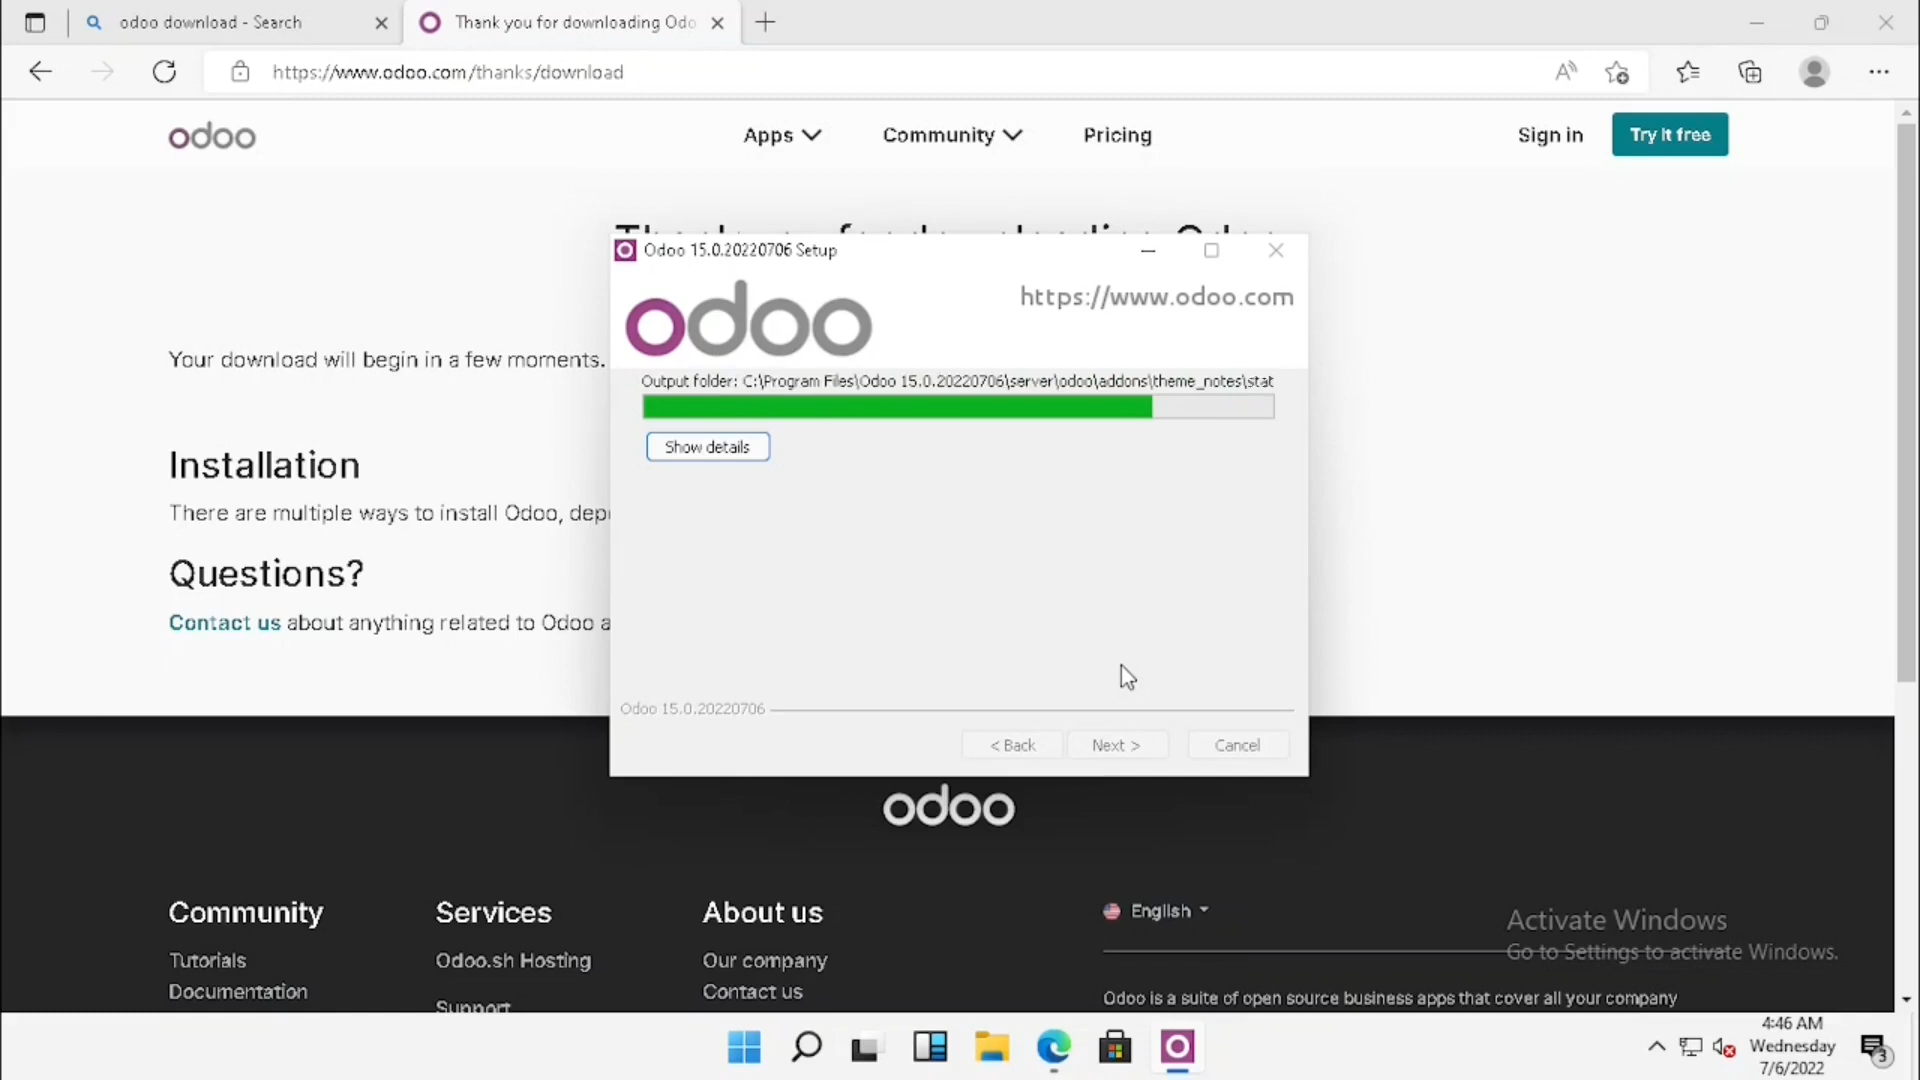 odoo download - Search
Thank you for downloading Odo
https://www.odoo.com/thanks/download
odoo
Apps
Community
Pricing
Sign in
Try it free
Odoo 15.0.20220706 Setup
odoo
https://www.odoo.com
Your download will begin in a few moments.
Output folder: C:\Program Files\Odoo 15.0.20220706\server\odoo\addons\theme_notes\stat
Show details
Installation
There are multiple ways to install Odoo, dep
Questions?
Contact us about anything related to Odoo a
Odoo 15.0.20220706
< Back
Next >
Cancel
odoo
Community
Services
About us
English
Activate Windows
Go to Settings to activate Windows.
Tutorials
Odoo.sh Hosting
Our company
Documentation
Support
Contact us
Odoo is a suite of open source business apps that cover all your company
4:46 AM
Wednesday
7/6/2022
3